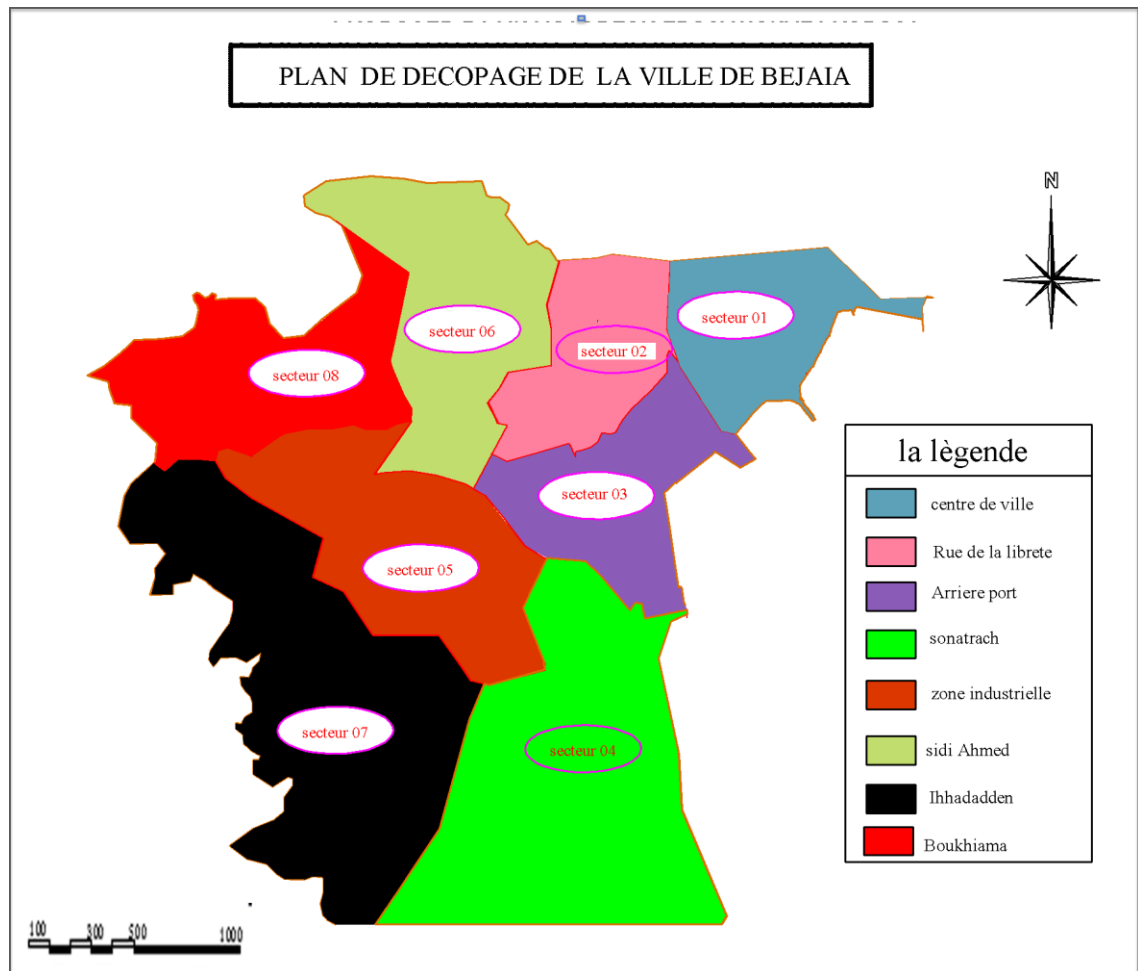 PLAN DE DECOPAGE DE LA VILLE DE BEJAIA
N
secteur 01
secteur 06
secteur 02
secteur 08
secteur 03
secteur 05
secteur 07
secteur 04
la lègende
centre de ville
Rue de la librete
Arriere port
sonatrach
zone industrielle
sidi Ahmed
Ihhadadden
Boukhiama
100 300 500 1000